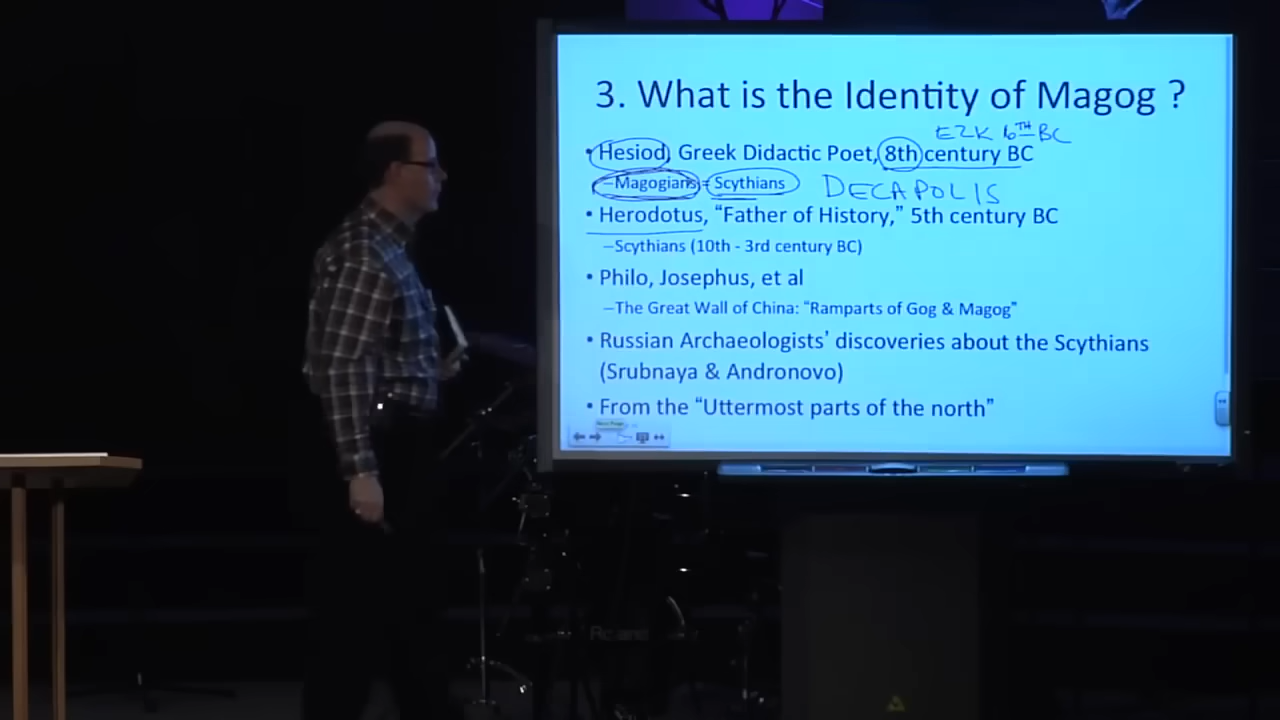 3. What is the Identity of Magog ?
EZK 6TH BC
• Hesiod, Greek Didactic Poet, 8th century BC
–Magogians = Scythians DECAPOLIS
• Herodotus, “Father of History,” 5th century BC
–Scythians (10th - 3rd century BC)
• Philo, Josephus, et al
–The Great Wall of China: “Ramparts of Gog & Magog”
• Russian Archaeologists’ discoveries about the Scythians
(Srubnaya & Andronovo)
• From the “Uttermost parts of the north”
Next Page
Roland